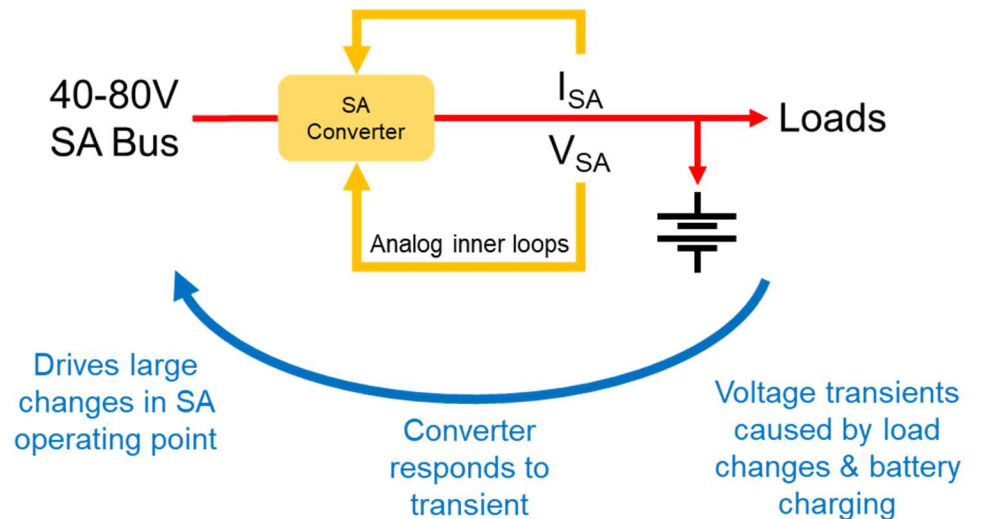 40-80V
SA Bus
SA
Converter
I_SA
V_SA
Loads
Analog inner loops
Drives large
changes in SA
operating point
Converter
responds to
transient
Voltage transients
caused by load
changes & battery
charging